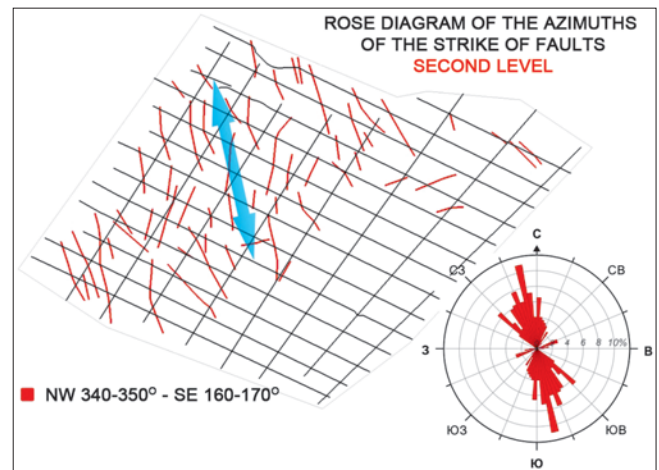 ROSE DIAGRAM OF THE AZIMUTHS
OF THE STRIKE OF FAULTS
SECOND LEVEL
С
СЗ
СВ
З
4 6 8 10%
В
NW 340-350° - SE 160-170°
ЮЗ
ЮВ
Ю